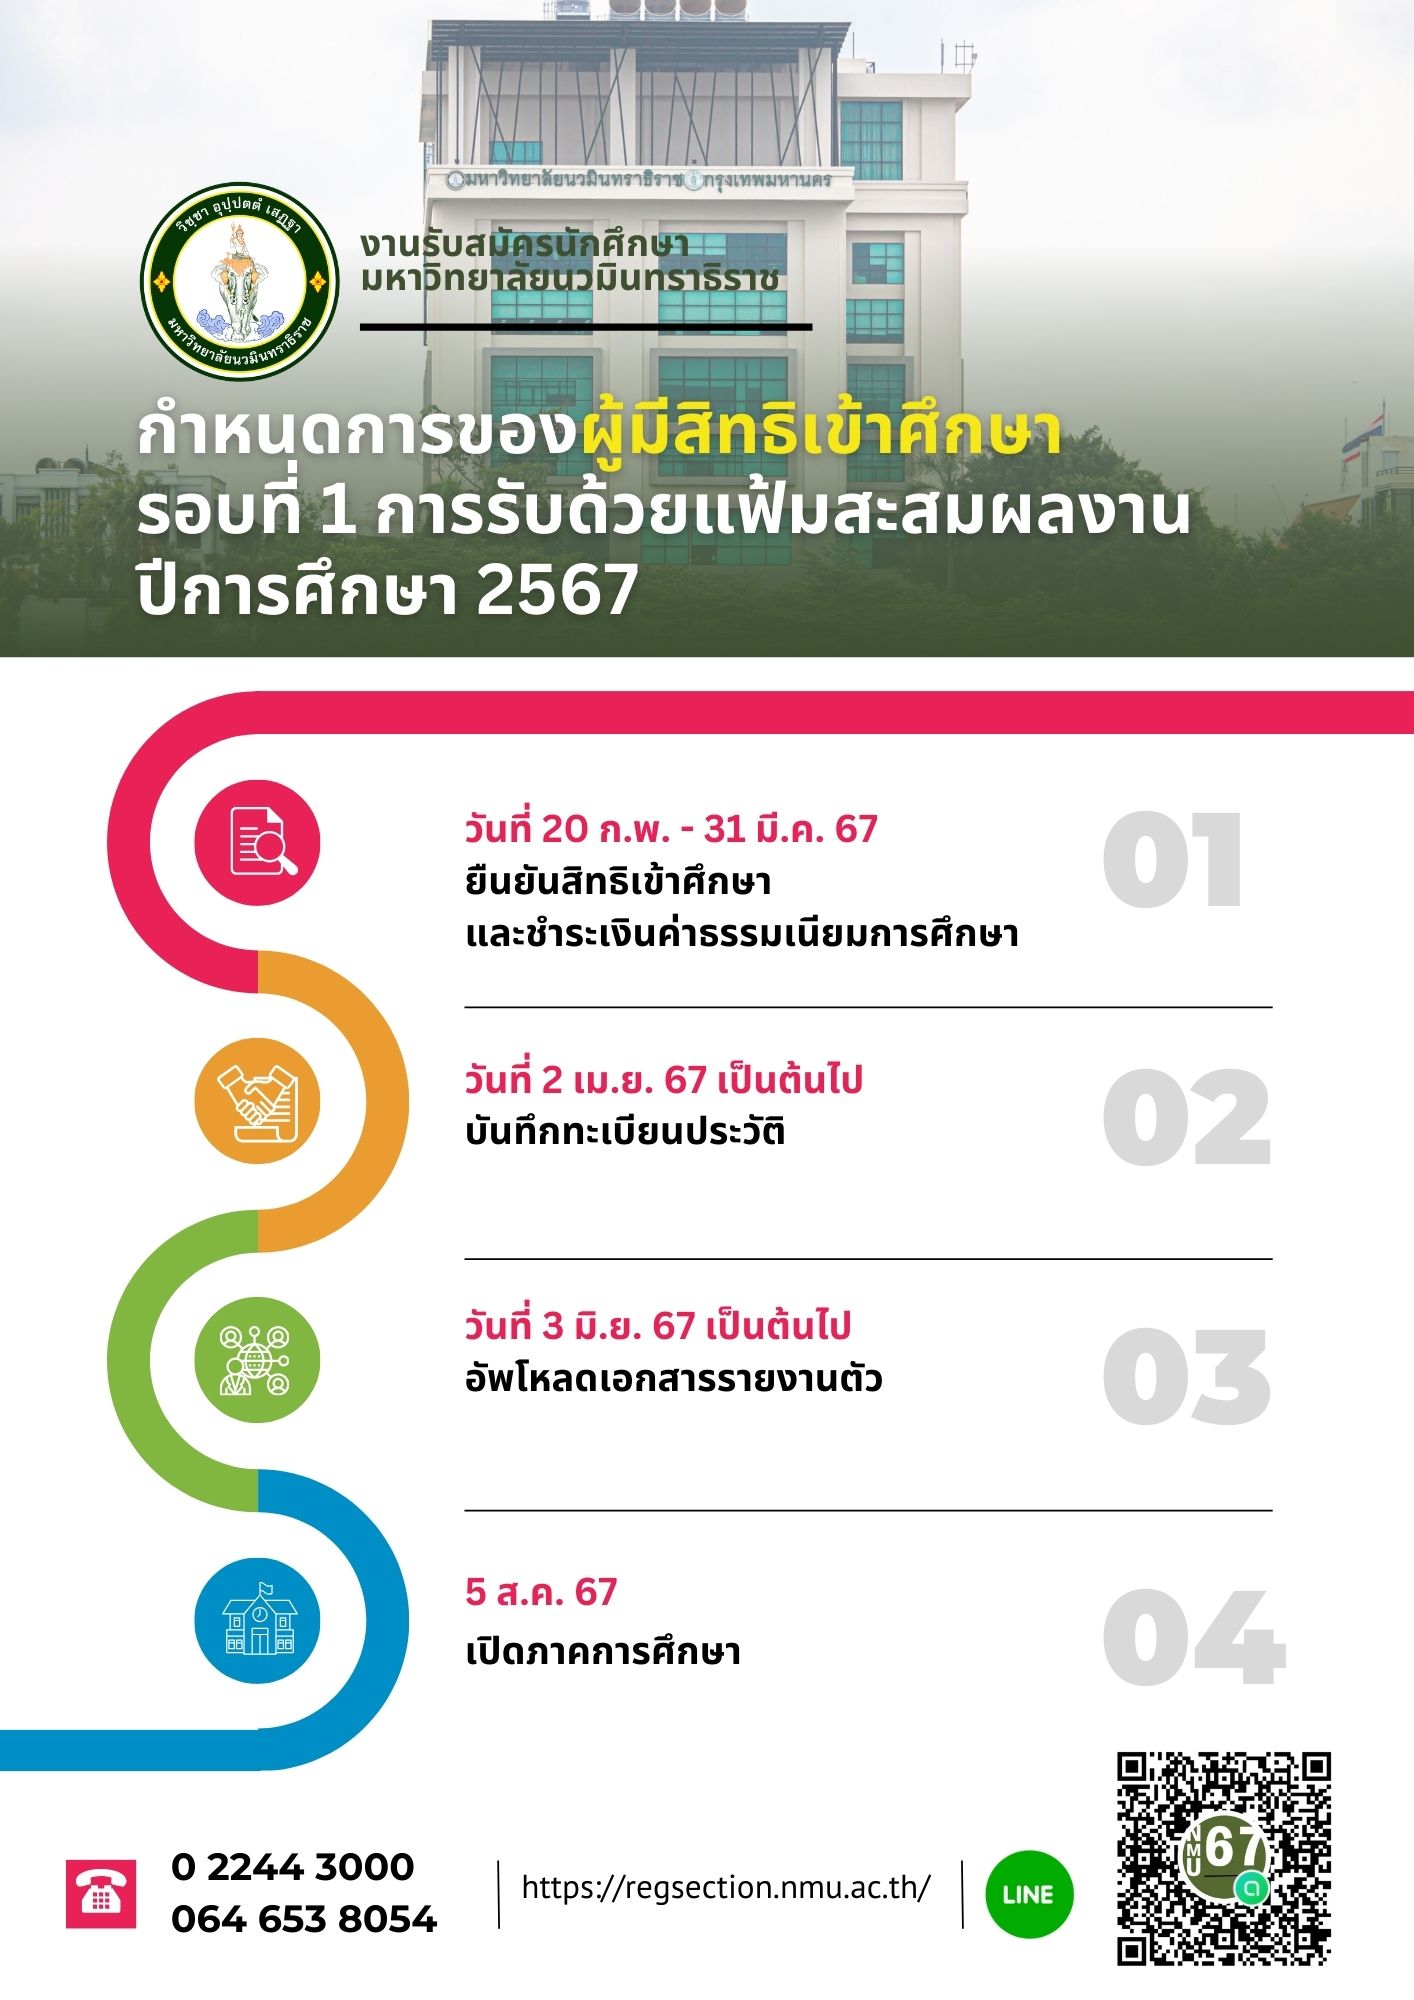 มหาวิทยาลัยนวมินทราธิราช กรุงเทพมหานคร
วิชฺชา อุปฺปตตํ เสฏฺฐา
มหาวิทยาลัยนวมินทราธิราช
งานรับสมัครนักศึกษา
มหาวิทยาลัยนวมินทราธิราช
กำหนดการของผู้มีสิทธิเข้าศึกษา
รอบที่ 1 การรับด้วยแฟ้มสะสมผลงาน
ปีการศึกษา 2567
วันที่ 20 ก.พ. - 31 มี.ค. 67
ยืนยันสิทธิเข้าศึกษา
และชำระเงินค่าธรรมเนียมการศึกษา
01
วันที่ 2 เม.ย. 67 เป็นต้นไป
บันทึกทะเบียนประวัติ
02
วันที่ 3 มิ.ย. 67 เป็นต้นไป
อัพโหลดเอกสารรายงานตัว
03
5 ส.ค. 67
เปิดภาคการศึกษา
04
0 2244 3000
064 653 8054
https://regsection.nmu.ac.th/
LINE
NMU 67